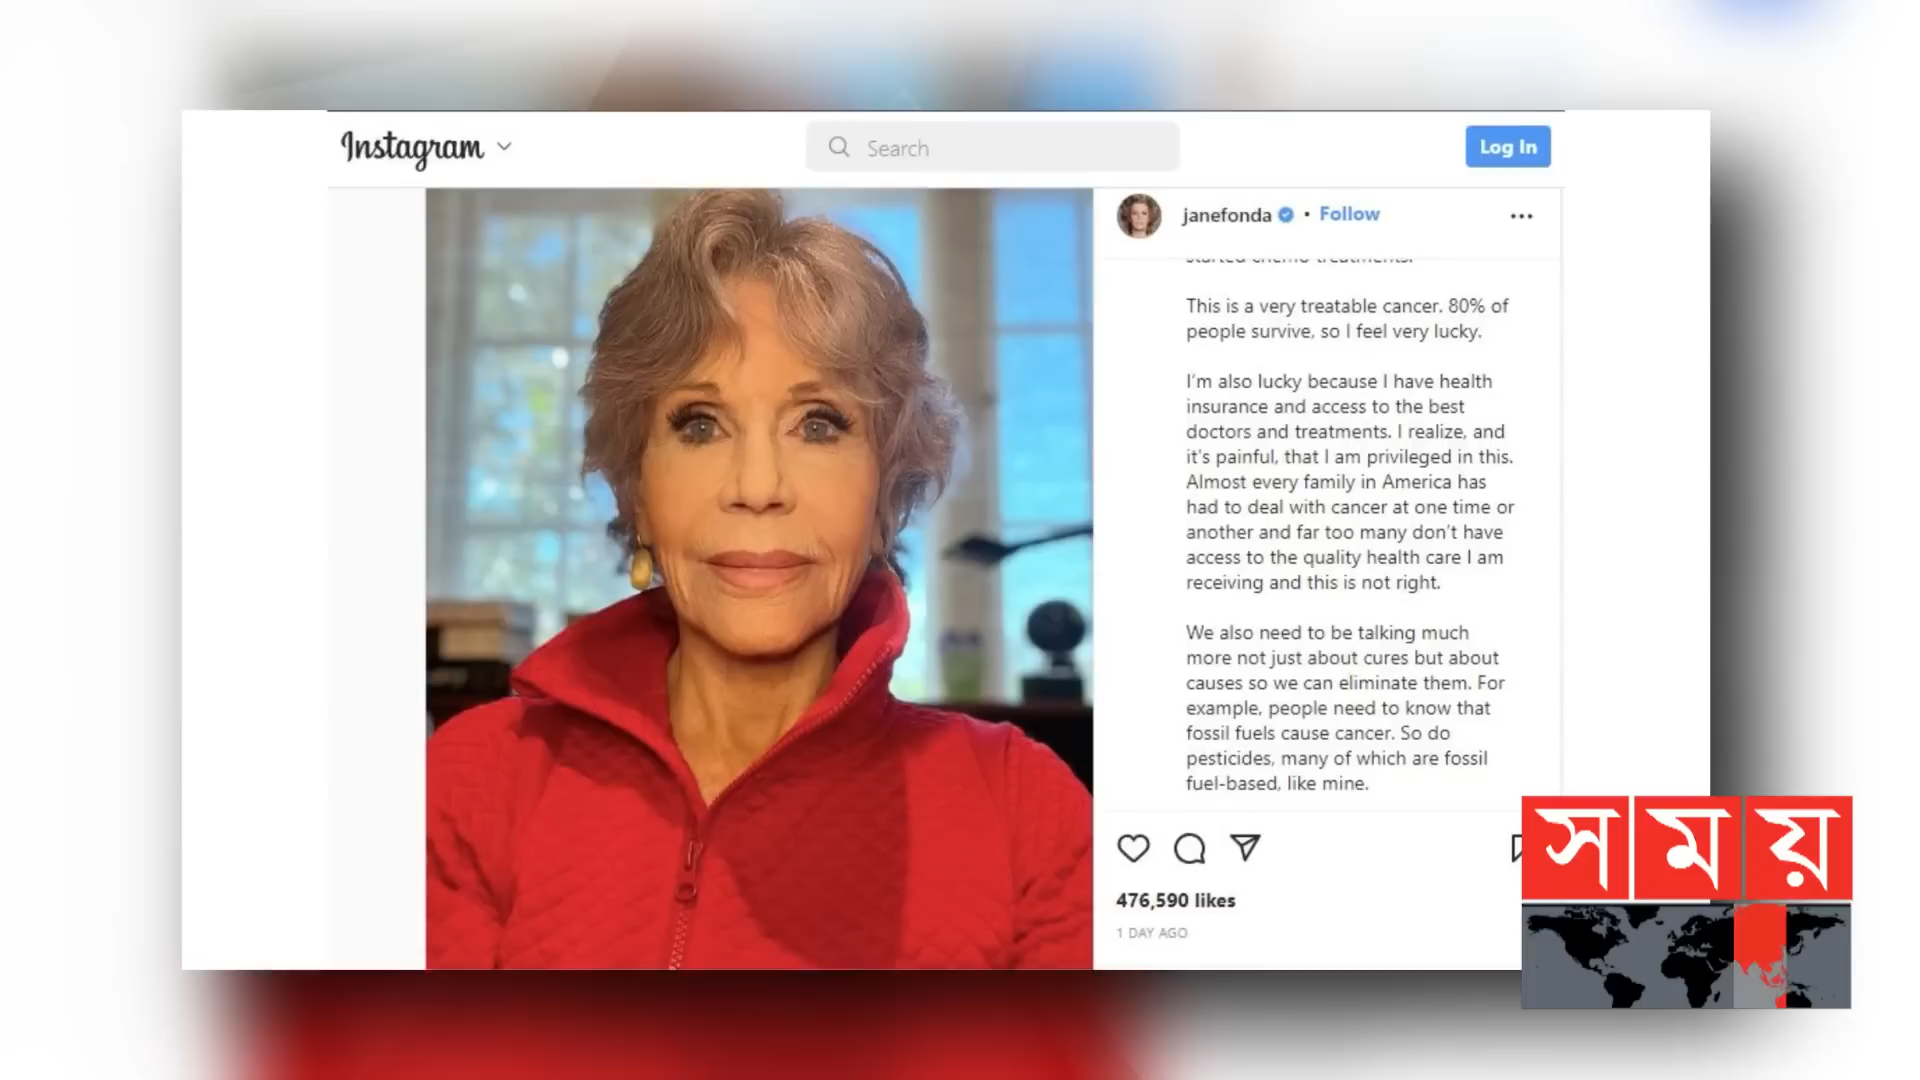 Instagram
Search
Log In
janefonda • Follow
started chemo treatments.
This is a very treatable cancer. 80% of
people survive, so I feel very lucky.
I'm also lucky because I have health
insurance and access to the best
doctors and treatments. I realize, and
it's painful, that I am privileged in this.
Almost every family in America has
had to deal with cancer at one time or
another and far too many don't have
access to the quality health care I am
receiving and this is not right.
We also need to be talking much
more not just about cures but about
causes so we can eliminate them. For
example, people need to know that
fossil fuels cause cancer. So do
pesticides, many of which are fossil
fuel-based, like mine.
476,590 likes
1 DAY AGO
সময়